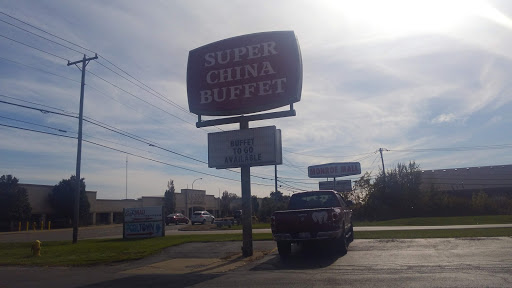 SUPER
CHINA
BUFFET
BUFFET
TO GO
AVAILABLE